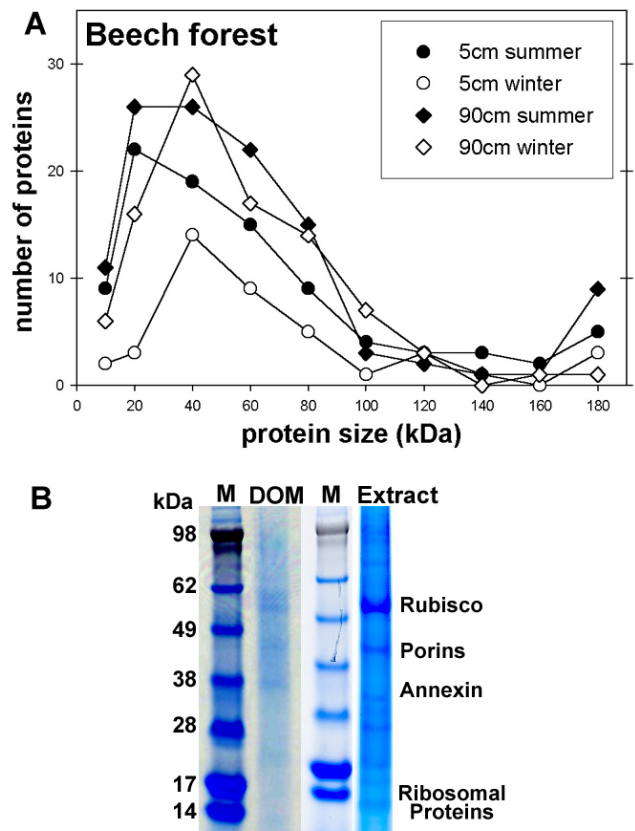 A
Beech forest
5cm summer
5cm winter
90cm summer
90cm winter
30
20
10
0
number of proteins
0 20 40 60 80 100 120 140 160 180
protein size (kDa)
B
kDa M DOM M Extract
98
62
49
38
28
17
14
Rubisco
Porins
Annexin
Ribosomal
Proteins